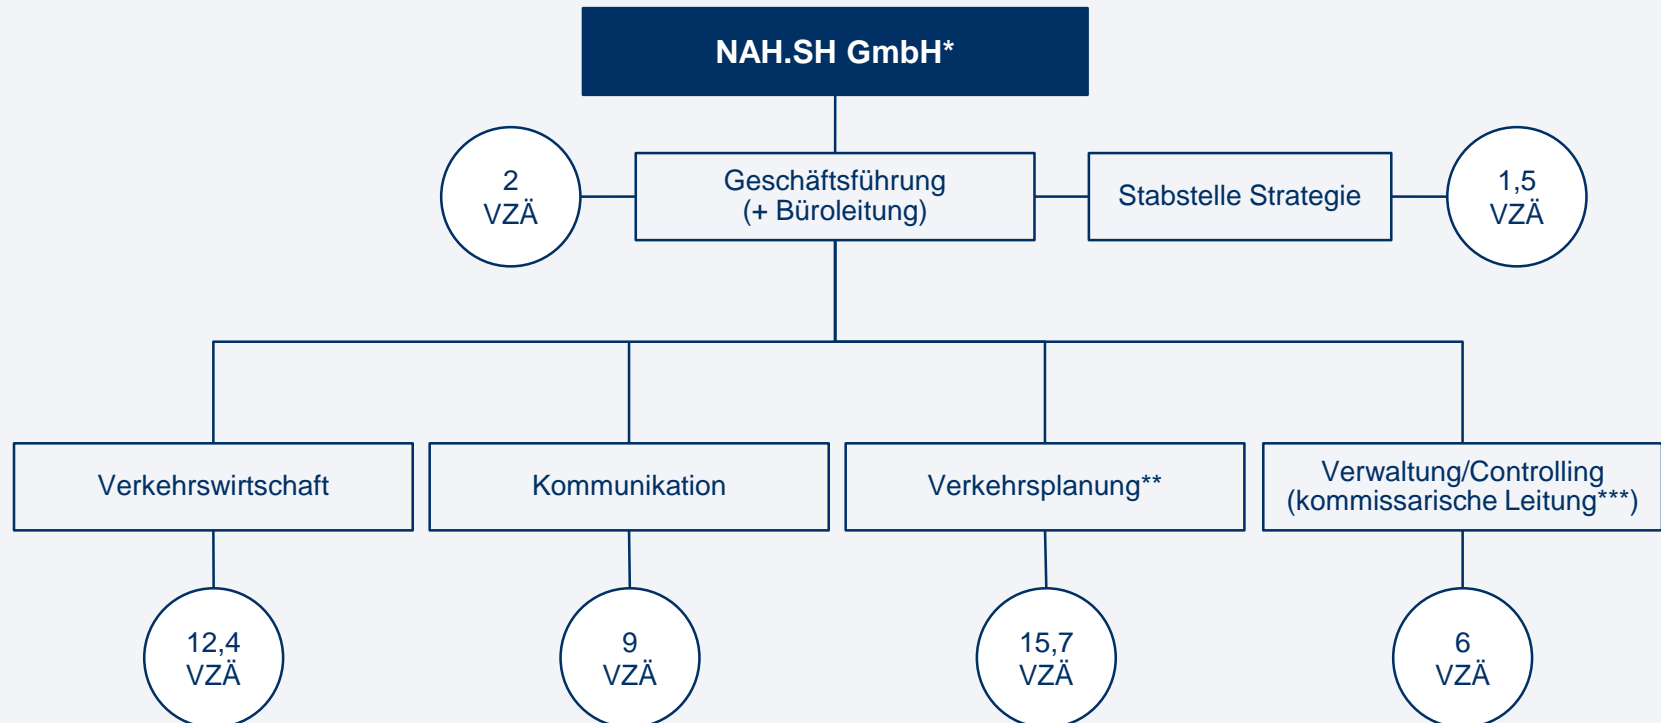 NAH.SH GmbH*
2
VZÄ
Geschäftsführung
(+ Büroleitung)
Stabstelle Strategie
1,5
VZÄ
Verkehrswirtschaft
Kommunikation
Verkehrsplanung**
Verwaltung/Controlling
(kommissarische Leitung***)
12,4
VZÄ
9
VZÄ
15,7
VZÄ
6
VZÄ